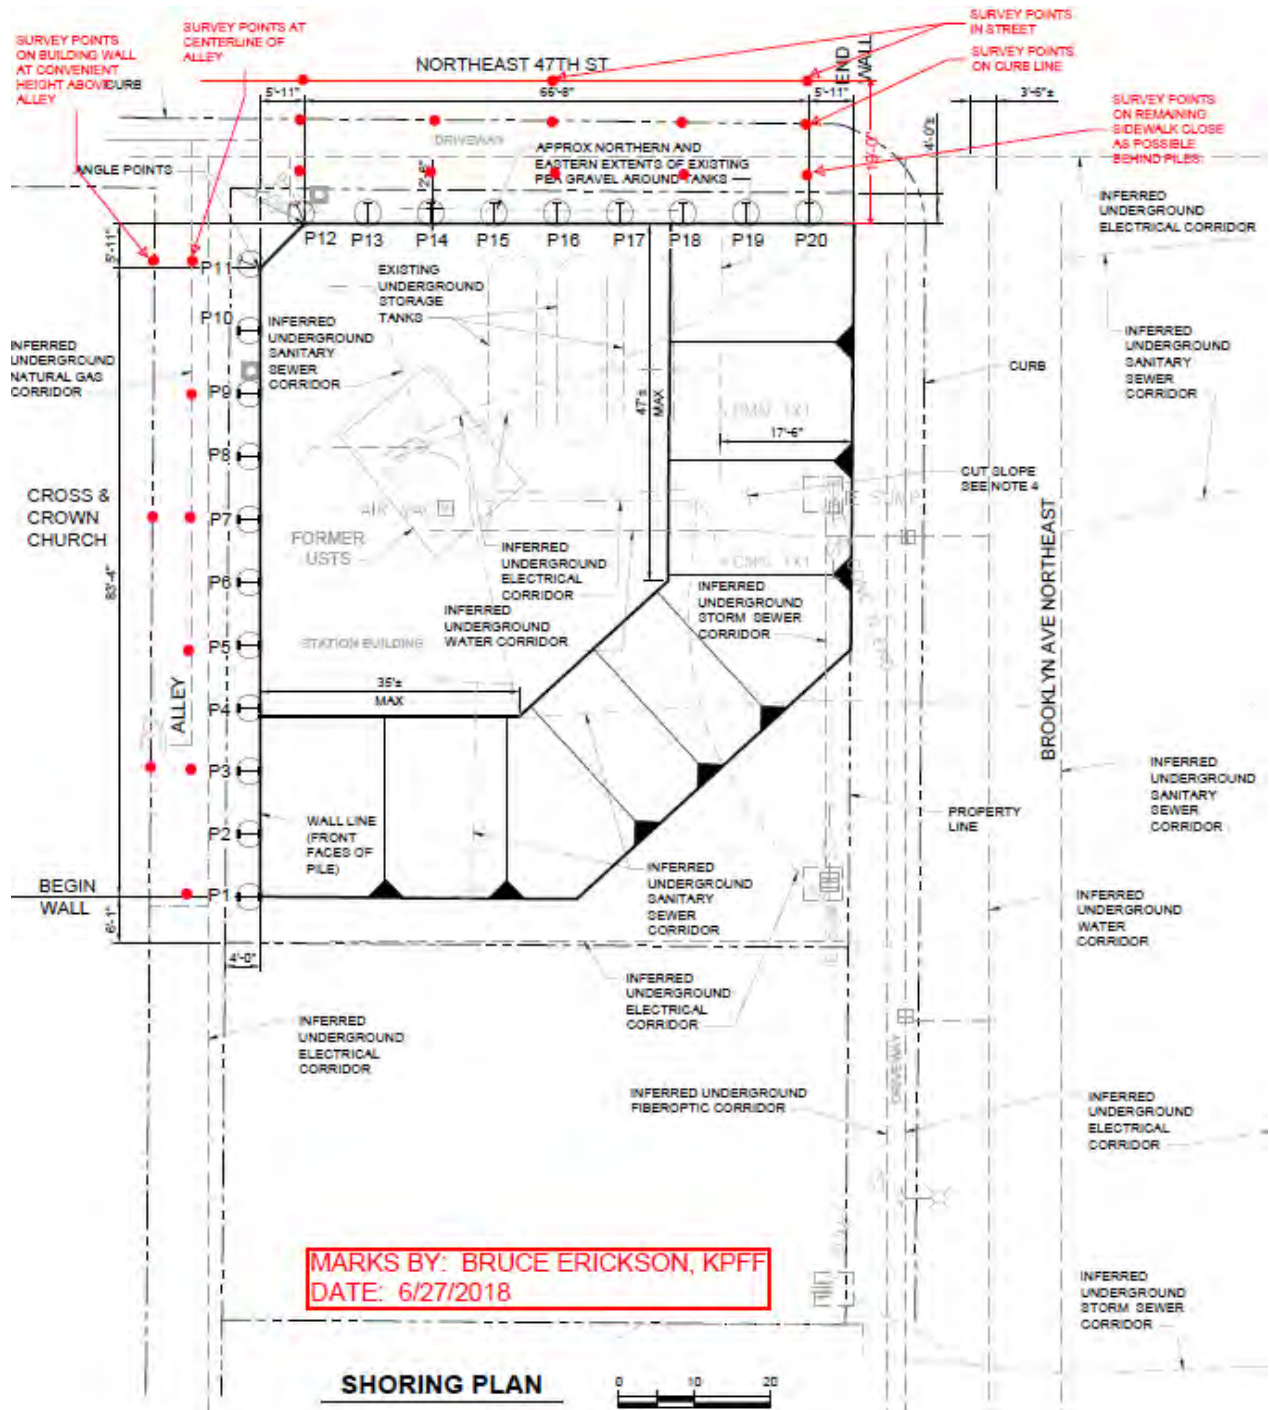 SURVEY POINTS
ON BUILDING WALL
AT CONVENIENT
HEIGHT ABOVE
ALLEY
CURB
SURVEY POINTS AT
CENTERLINE OF
ALLEY
NORTHEAST 47TH ST
SURVEY POINTS
IN STREET
SURVEY POINTS
ON CURB LINE
END
WALL
5'-11"
66'-8"
5'-11"
3'-6"±
SURVEY POINTS
ON REMAINING
SIDEWALK CLOSE
AS POSSIBLE
BEHIND PILES
19'-0"
4'-0"±
DRIVEWAY
APPROX NORTHERN AND
EASTERN EXTENTS OF EXISTING
PEA GRAVEL AROUND TANKS
ANGLE POINTS
INFERRED
UNDERGROUND
ELECTRICAL CORRIDOR
P12
P13
P14
P15
P16
P17
P18
P19
P20
5'-11"
P11
EXISTING
UNDERGROUND
STORAGE
TANKS
P10
INFERRED
UNDERGROUND
SANITARY
SEWER
CORRIDOR
INFERRED
UNDERGROUND
NATURAL GAS
CORRIDOR
INFERRED
UNDERGROUND
SANITARY
SEWER
CORRIDOR
CURB
P9
47'±
MAX
17'-6"
P8
CUT SLOPE
SEE NOTE 4
CROSS &
CROWN
CHURCH
P7
FORMER
USTS
INFERRED
UNDERGROUND
ELECTRICAL
CORRIDOR
BROOKLYN AVE NORTHEAST
83'-4"
P6
INFERRED
UNDERGROUND
STORM SEWER
CORRIDOR
INFERRED
UNDERGROUND
WATER CORRIDOR
P5
STATION BUILDING
35'±
MAX
ALLEY
P4
P3
INFERRED
UNDERGROUND
SANITARY
SEWER
CORRIDOR
PROPERTY
LINE
P2
WALL LINE
(FRONT
FACES OF
PILE)
INFERRED
UNDERGROUND
SANITARY
SEWER
CORRIDOR
BEGIN
WALL
P1
6'-1"
INFERRED
UNDERGROUND
WATER
CORRIDOR
4'-0"
INFERRED
UNDERGROUND
ELECTRICAL
CORRIDOR
INFERRED
UNDERGROUND
ELECTRICAL
CORRIDOR
DRIVEWAY
INFERRED UNDERGROUND
FIBEROPTIC CORRIDOR
INFERRED
UNDERGROUND
ELECTRICAL
CORRIDOR
MARKS BY: BRUCE ERICKSON, KPFF
DATE: 6/27/2018
INFERRED
UNDERGROUND
STORM SEWER
CORRIDOR
SHORING PLAN
0 10 20